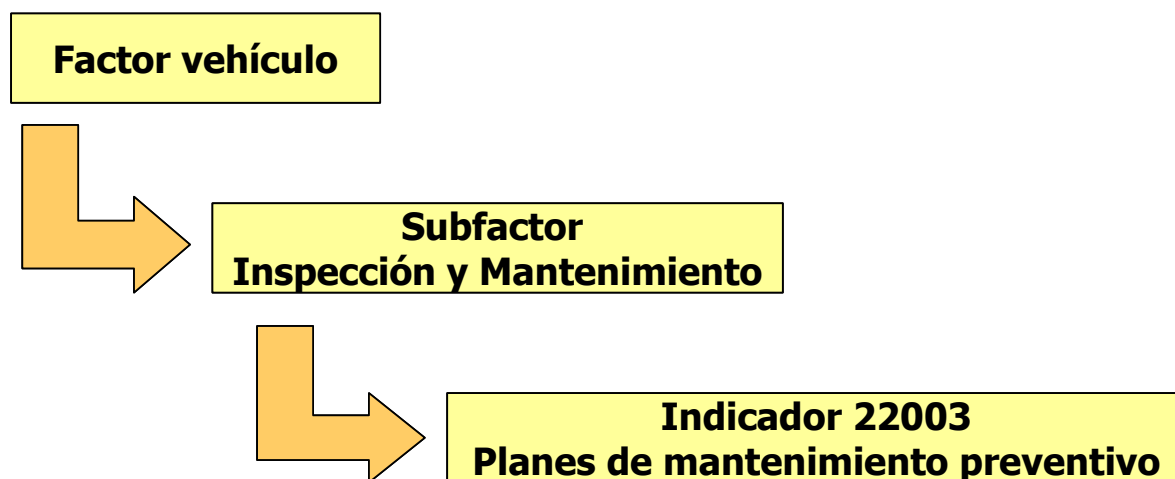 Factor vehículo
Subfactor
Inspección y Mantenimiento
Indicador 22003
Planes de mantenimiento preventivo